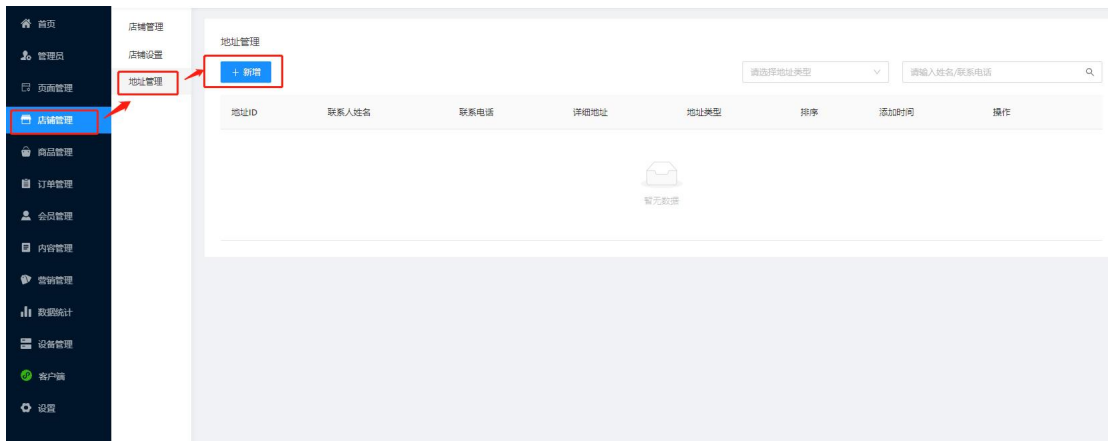 首页
管理员
页面管理
店铺管理
商品管理
订单管理
会员管理
内容管理
营销管理
数据统计
设备管理
客户端
设置
店铺管理
店铺设置
地址管理
地址管理
+ 新增
请选择地址类型
请输入姓名/联系电话
地址ID 联系人姓名 联系电话 详细地址 地址类型 排序 添加时间 操作
暂无数据